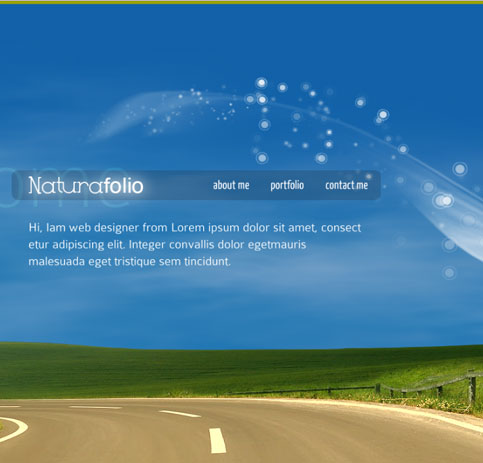 home
Naturafolio
about me portfolio contact me
Hi, Iam web designer from Lorem ipsum dolor sit amet, consect
etur adipiscing elit. Integer convallis dolor egetmauris
malesuada eget tristique sem tincidunt.